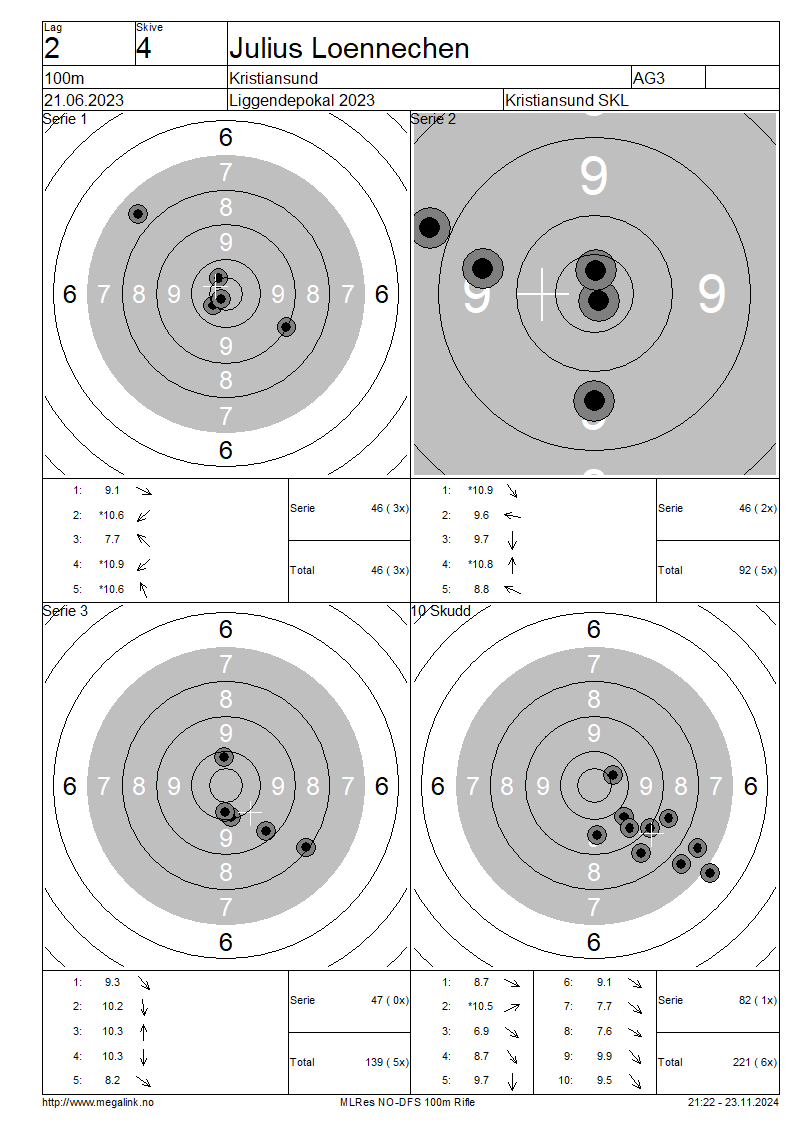 Lag Skive
2 4 Julius Loennechen
100m Kristiansund AG3
21.06.2023 Liggendepokal 2023 Kristiansund SKL
Serie 1
6
7
8
9
6 7 8 9 9 8 7 6
9
8
7
6
Serie 2
9
9 9
1: 9.1
2: *10.6
3: 7.7
4: *10.9
5: *10.6
Serie 46 ( 3x)
Total 46 ( 3x)
1: *10.9
2: 9.6
3: 9.7
4: *10.8
5: 8.8
Serie 46 ( 2x)
Total 92 ( 5x)
Serie 3
6
7
8
9
6 7 8 9 9 8 7 6
9
8
7
6
10 Skudd
6
7
8
9
6 7 8 9 9 8 7 6
8
7
6
1: 9.3
2: 10.2
3: 10.3
4: 10.3
5: 8.2
Serie 47 ( 0x)
Total 139 ( 5x)
1: 8.7 6: 9.1
2: *10.5 7: 7.7
3: 6.9 8: 7.6
4: 8.7 9: 9.9
5: 9.7 10: 9.5
Serie 82 ( 1x)
Total 221 ( 6x)
http://www.megalink.no MLRes NO-DFS 100m Rifle 21:22 - 23.11.2024